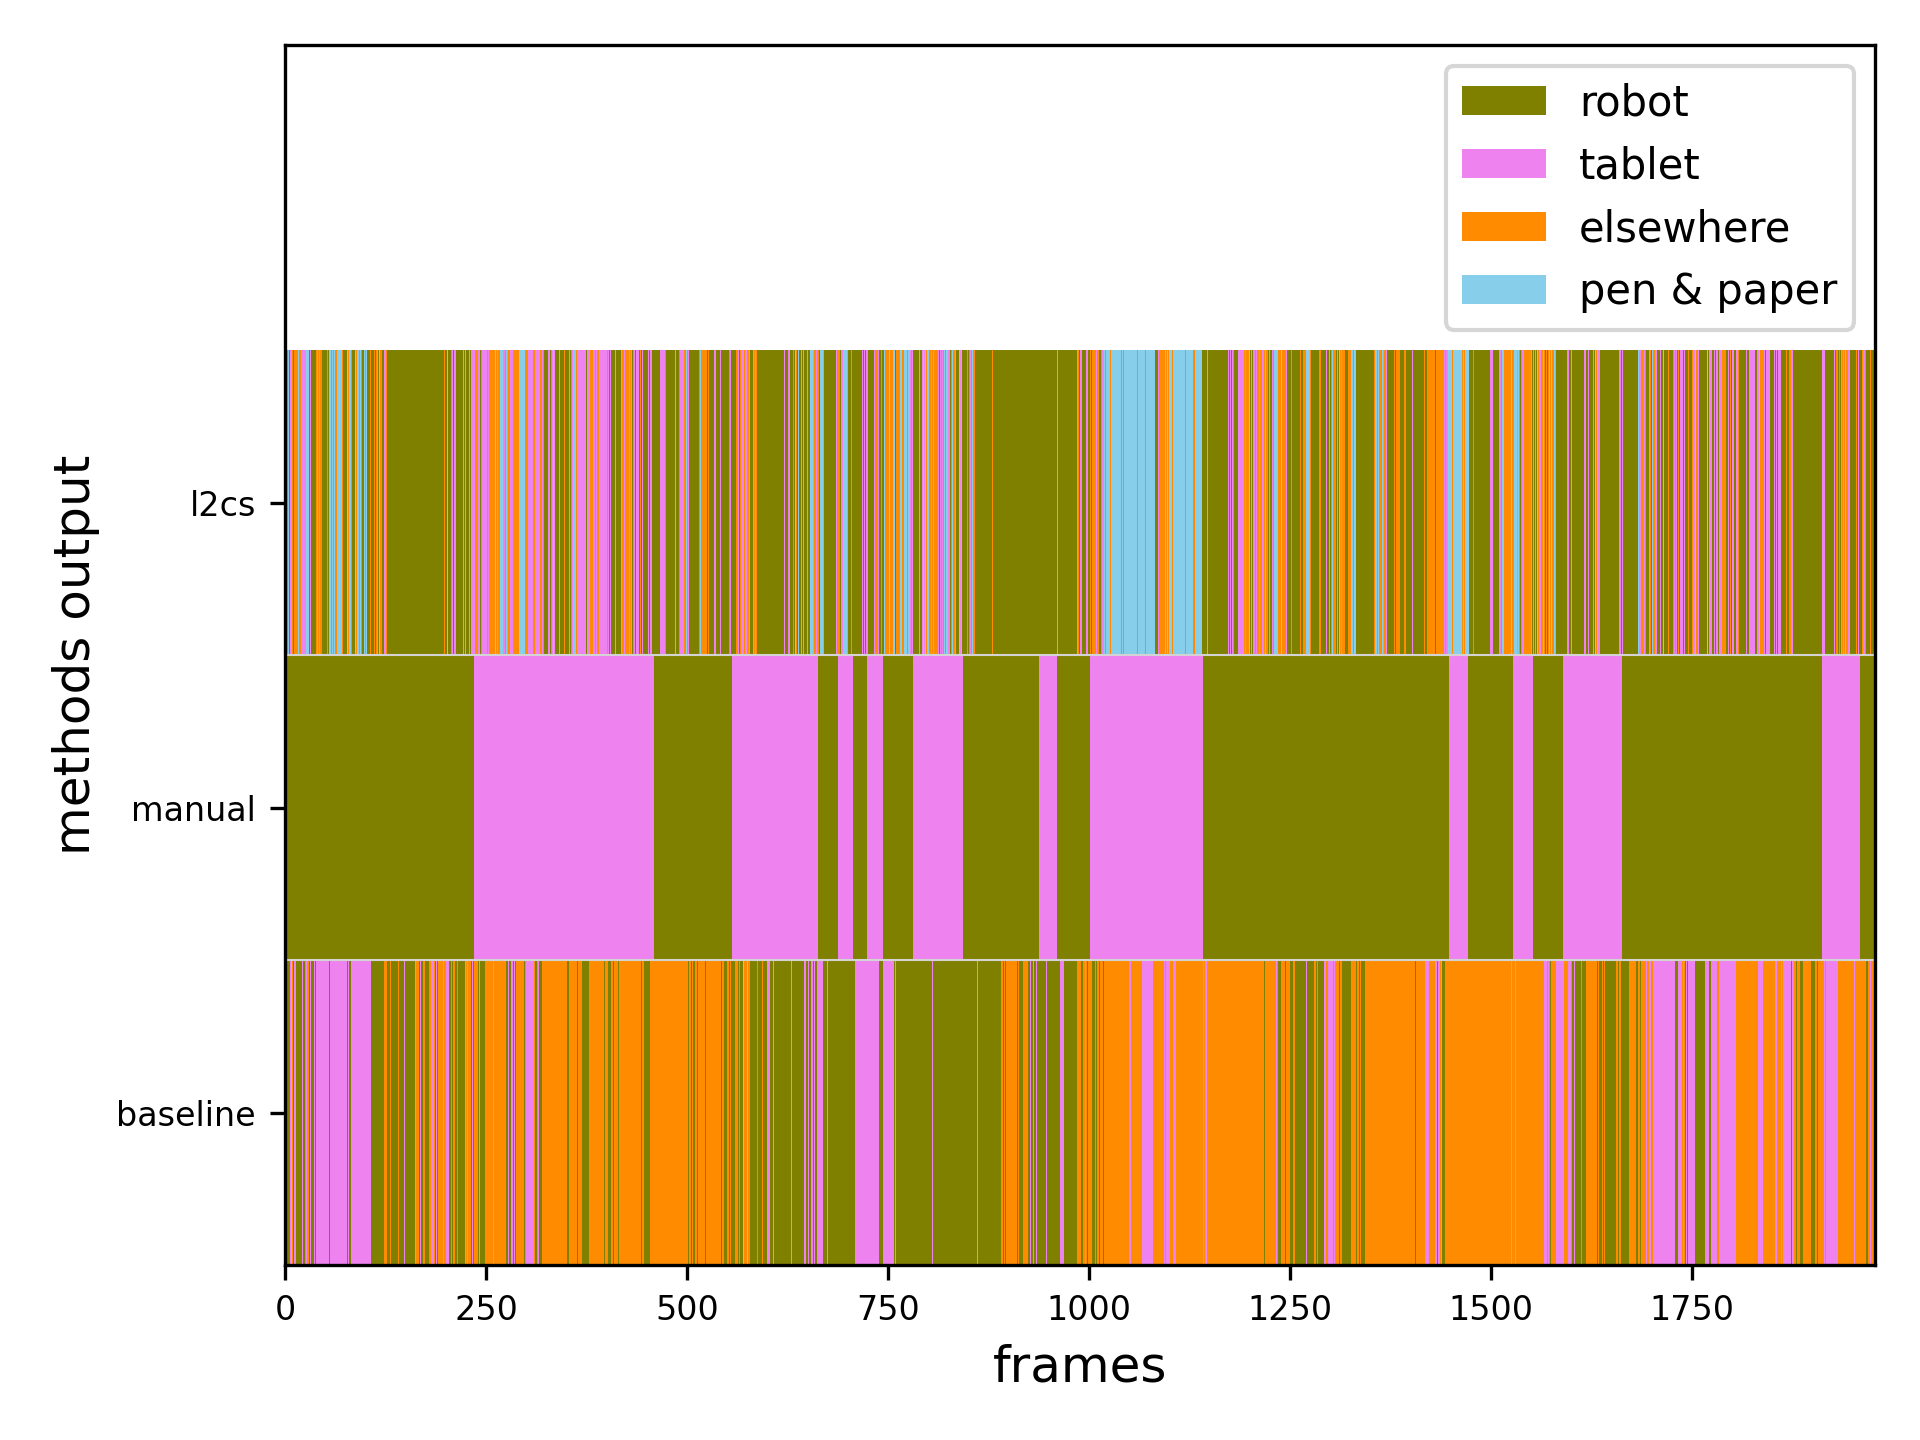 robot
tablet
elsewhere
pen & paper
methods output
l2cs
manual
baseline
0 250 500 750 1000 1250 1500 1750
frames